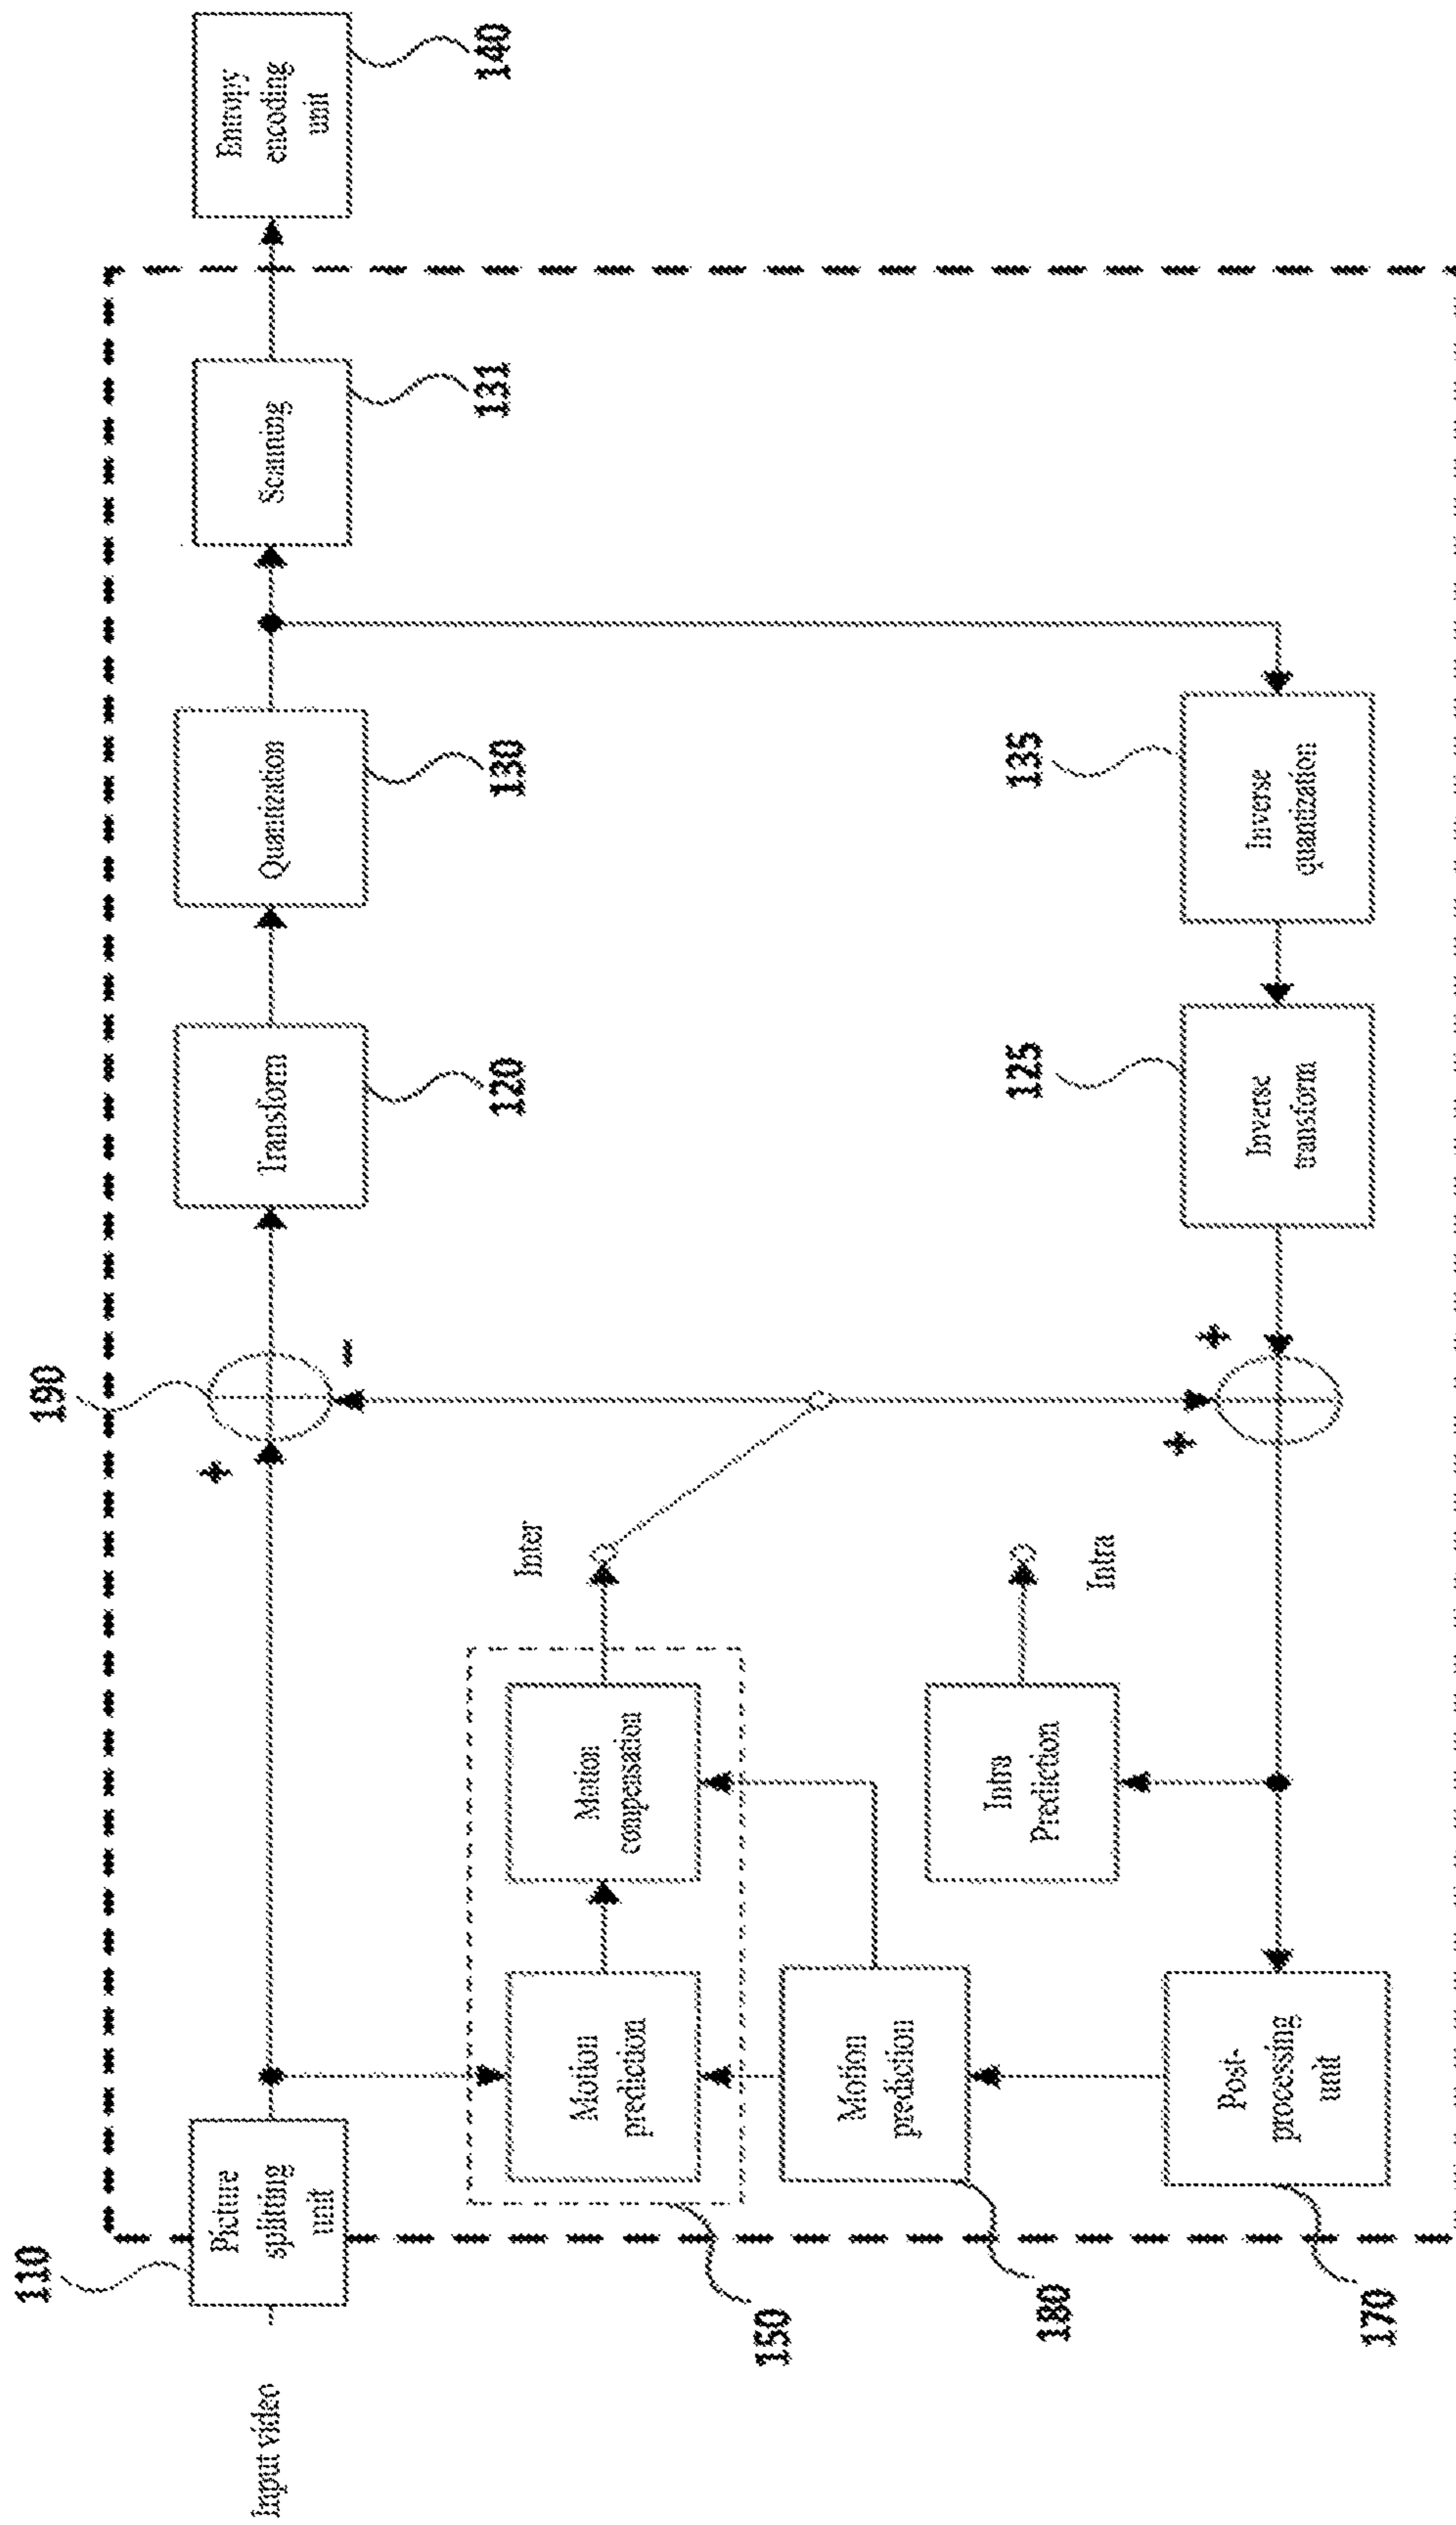 110
Input video
Picture
splitting
unit
190
+
-
Transform
120
Quantization
130
Scanning
131
Entropy
encoding
unit
140
Motion
prediction
Motion
compensation
Inter
150
Motion
prediction
180
Intra
Prediction
Intra
+
+
125
Inverse
transform
135
Inverse
quantization
Post-
processing
unit
170